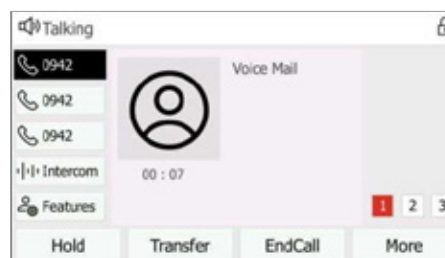 Talking
0942
Voice Mail
0942
0942
Intercom
00 : 07
Features
1 2 3
Hold Transfer EndCall More